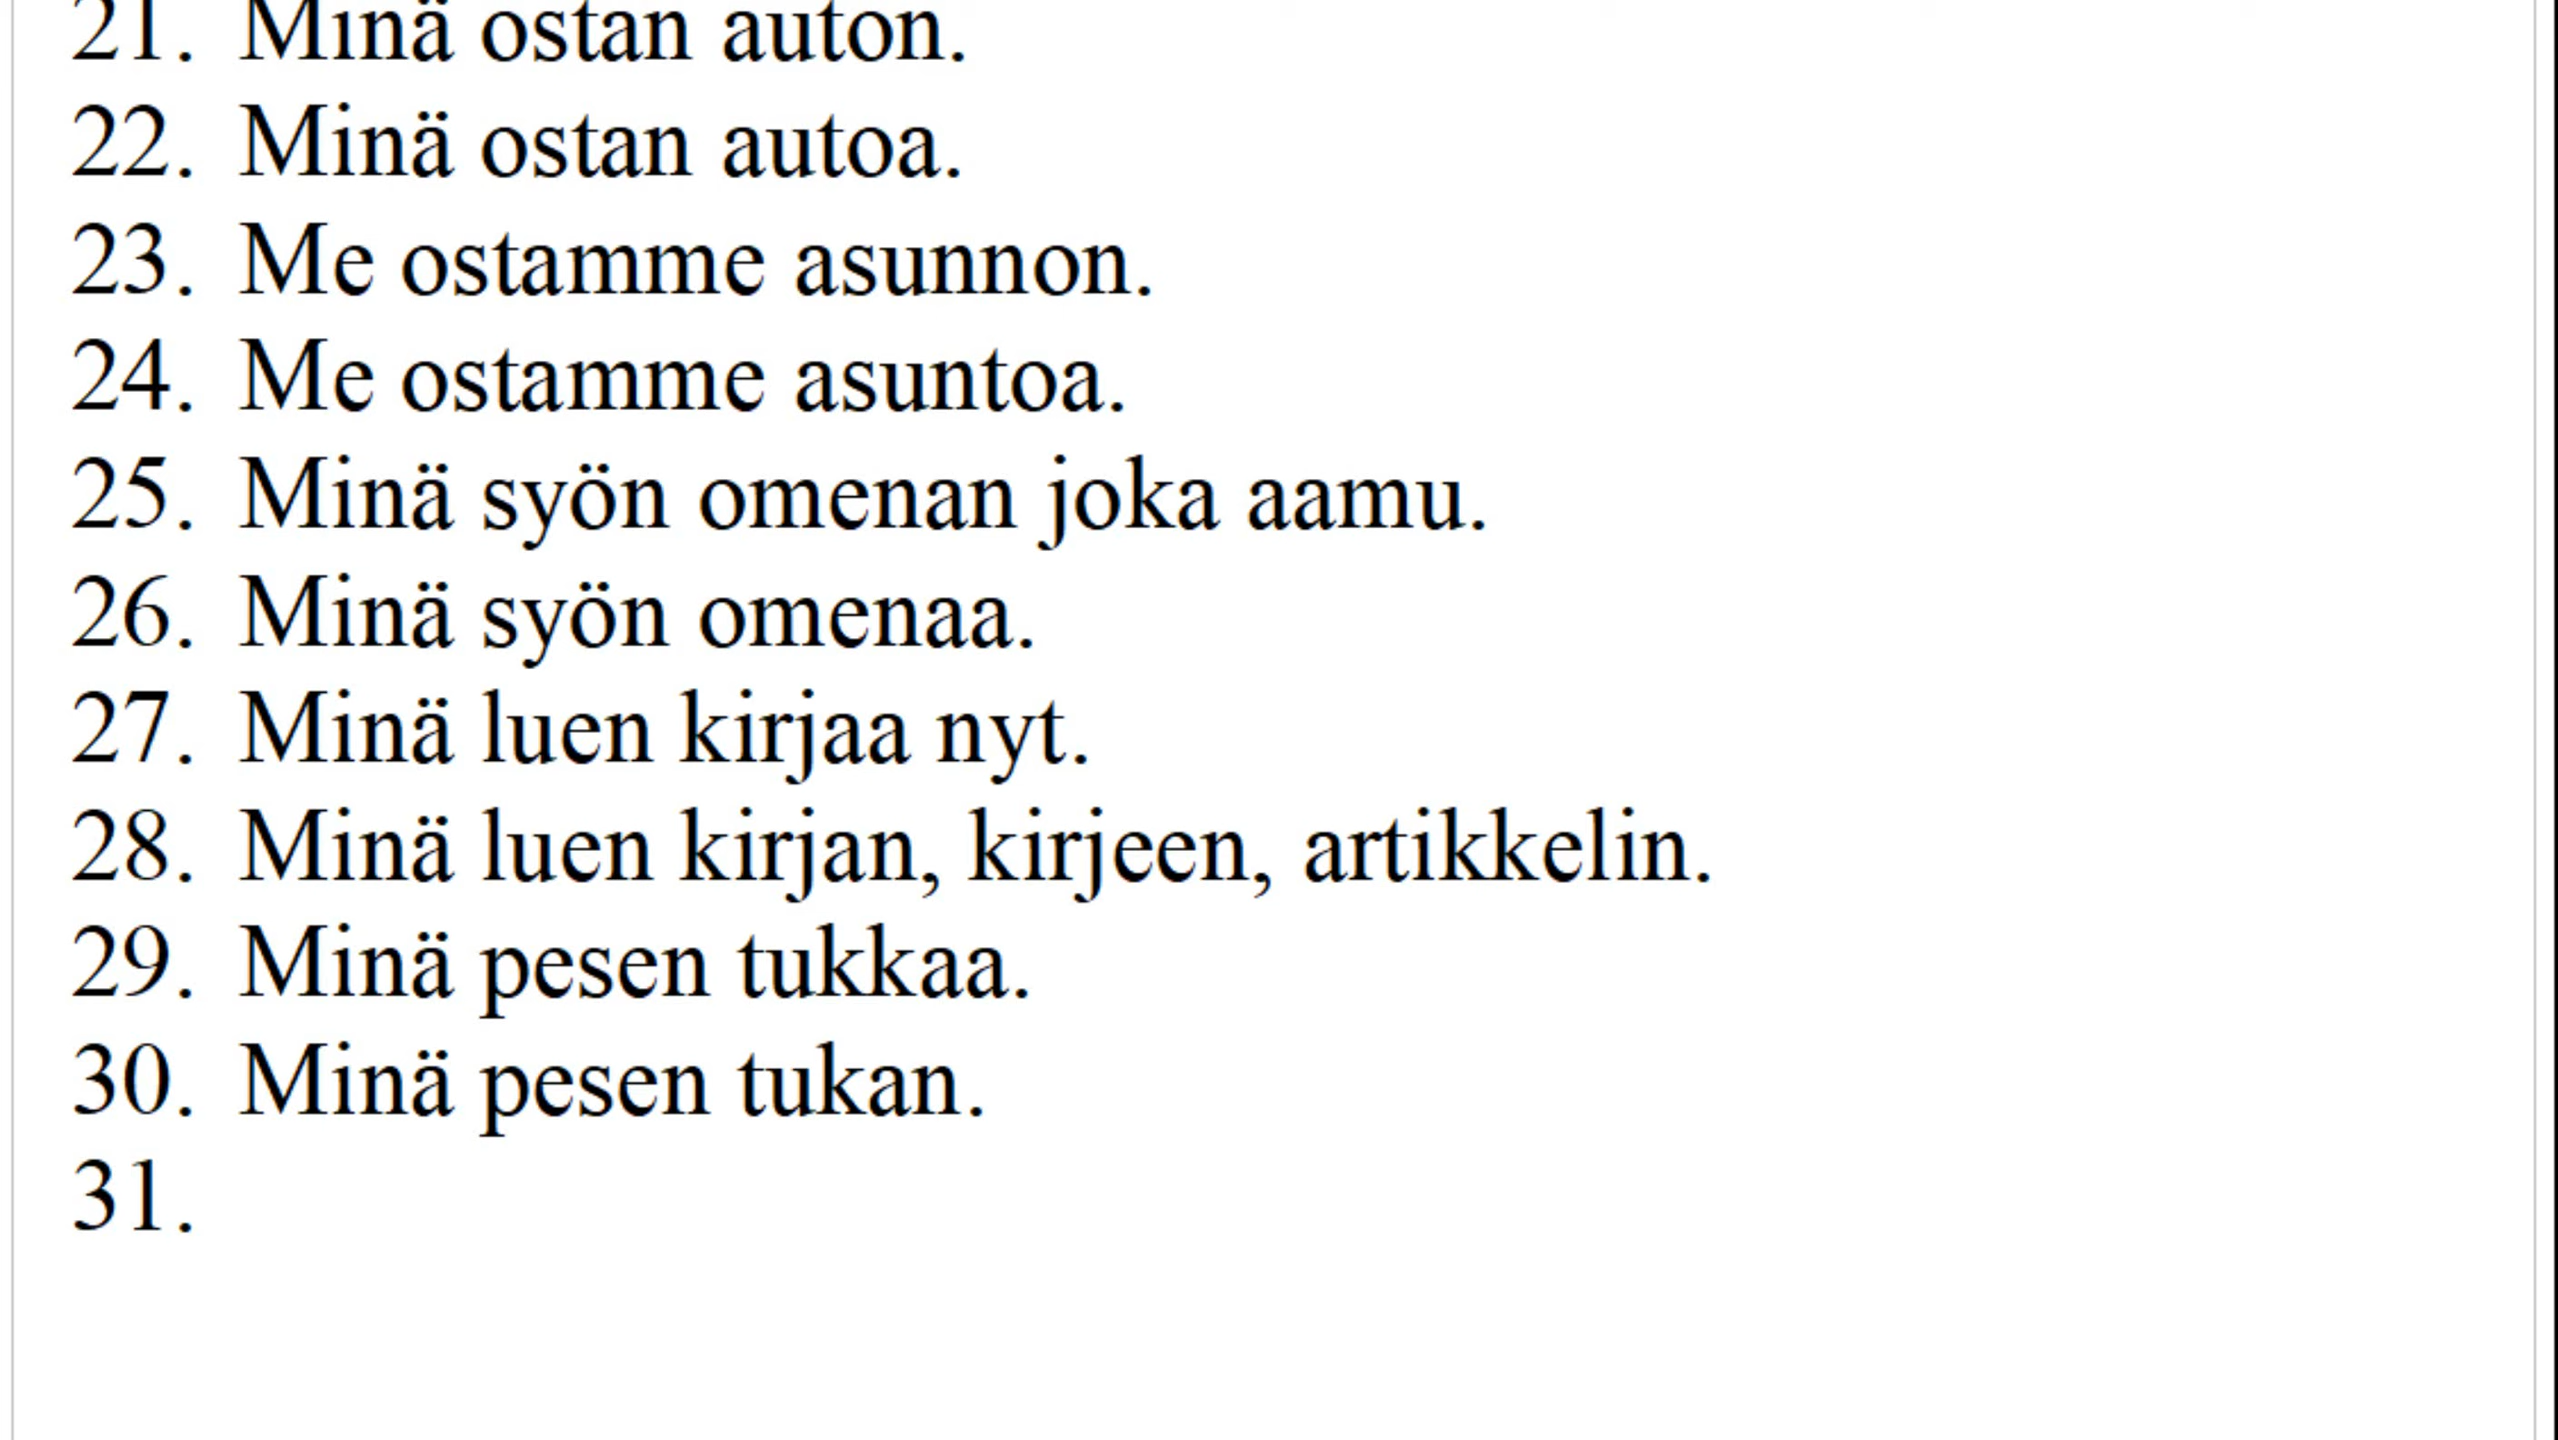 21. Minä ostan auton.
22. Minä ostan autoa.
23. Me ostamme asunnon.
24. Me ostamme asuntoa.
25. Minä syön omenan joka aamu.
26. Minä syön omenaa.
27. Minä luen kirjaa nyt.
28. Minä luen kirjan, kirjeen, artikkelin.
29. Minä pesen tukkaa.
30. Minä pesen tukan.
31.